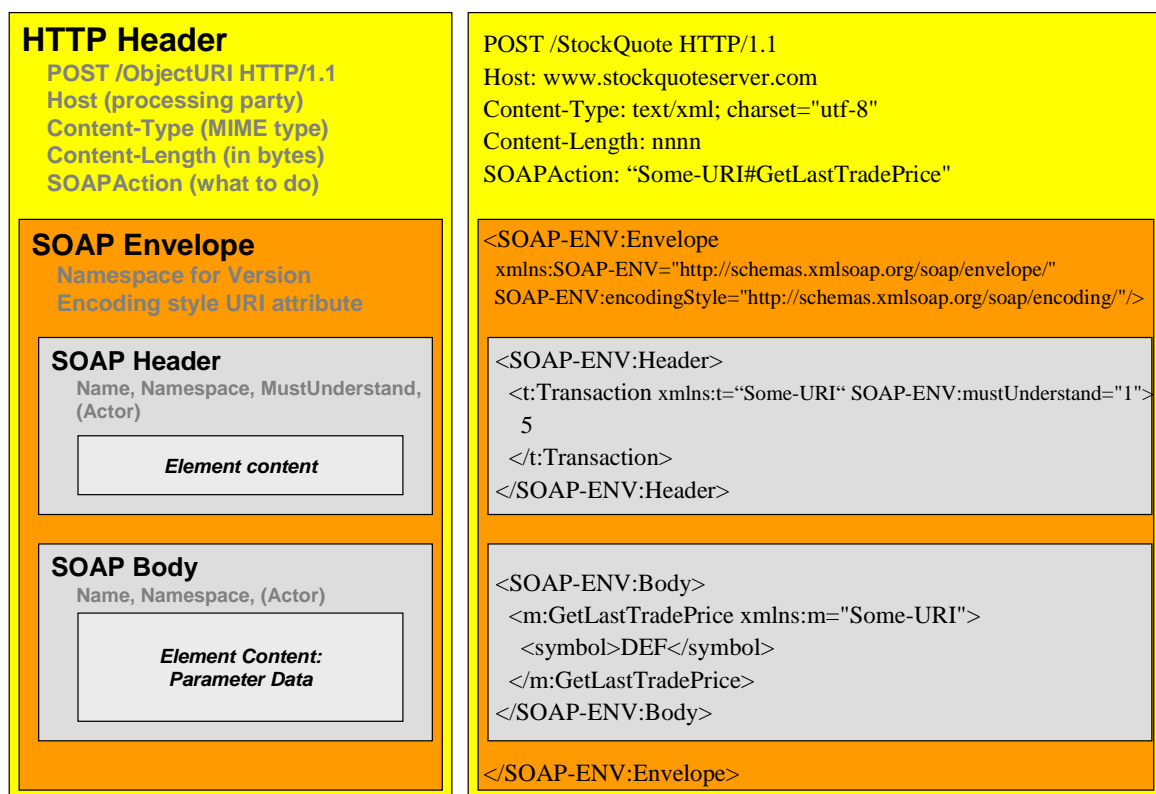 HTTP Header
POST /ObjectURI HTTP/1.1
Host (processing party)
Content-Type (MIME type)
Content-Length (in bytes)
SOAPAction (what to do)
SOAP Envelope
Namespace for Version
Encoding style URI attribute
SOAP Header
Name, Namespace, MustUnderstand,
(Actor)
Element content
SOAP Body
Name, Namespace, (Actor)
Element Content:
Parameter Data
POST /StockQuote HTTP/1.1
Host: www.stockquoteserver.com
Content-Type: text/xml; charset="utf-8"
Content-Length: nnnn
SOAPAction: “Some-URI#GetLastTradePrice"
<SOAP-ENV:Envelope
xmlns:SOAP-ENV="http://schemas.xmlsoap.org/soap/envelope/"
SOAP-ENV:encodingStyle="http://schemas.xmlsoap.org/soap/encoding/"/>
<SOAP-ENV:Header>
<t:Transaction xmlns:t=“Some-URI“ SOAP-ENV:mustUnderstand="1">
5
</t:Transaction>
</SOAP-ENV:Header>
<SOAP-ENV:Body>
<m:GetLastTradePrice xmlns:m="Some-URI">
<symbol>DEF</symbol>
</m:GetLastTradePrice>
</SOAP-ENV:Body>
</SOAP-ENV:Envelope>